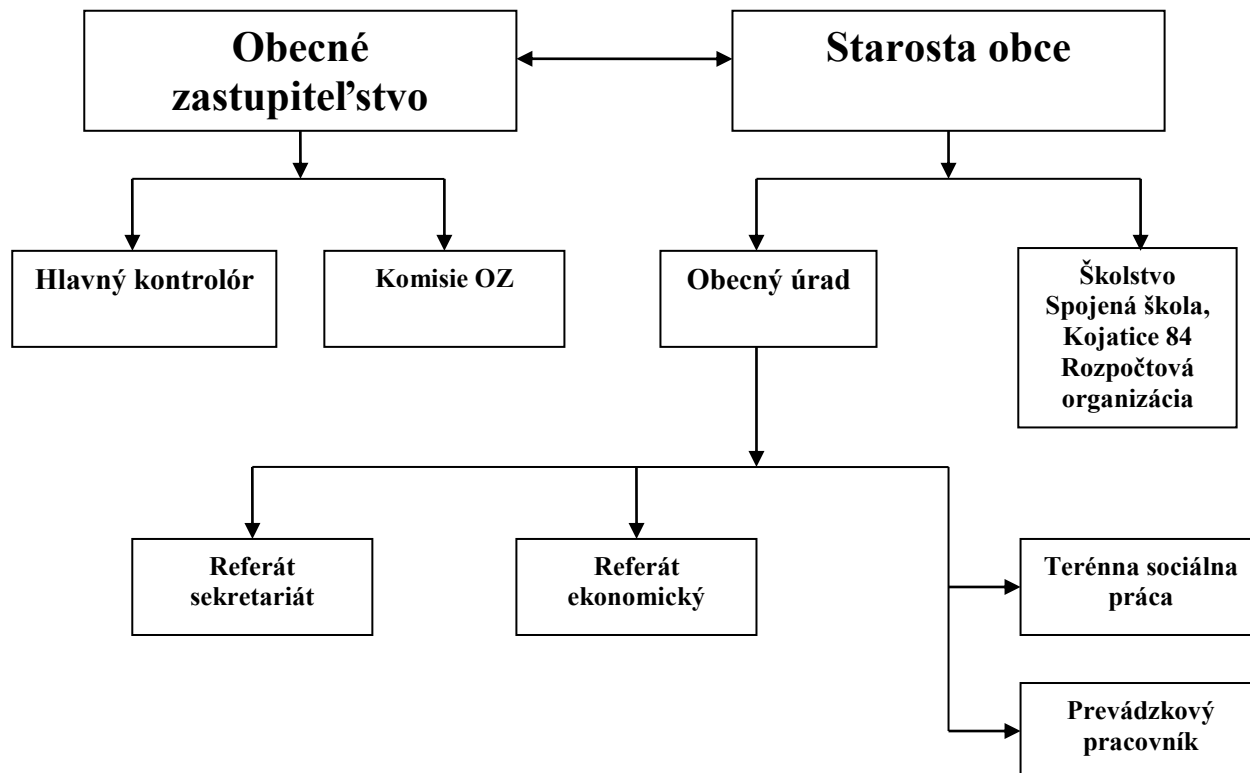 Obecné
zastupiteľstvo
Starosta obce
Hlavný kontrolór
Komisie OZ
Obecný úrad
Školstvo
Spojená škola,
Kojatice 84
Rozpočtová
organizácia
Referát
sekretariát
Referát
ekonomický
Terénna sociálna
práca
Prevádzkový
pracovník